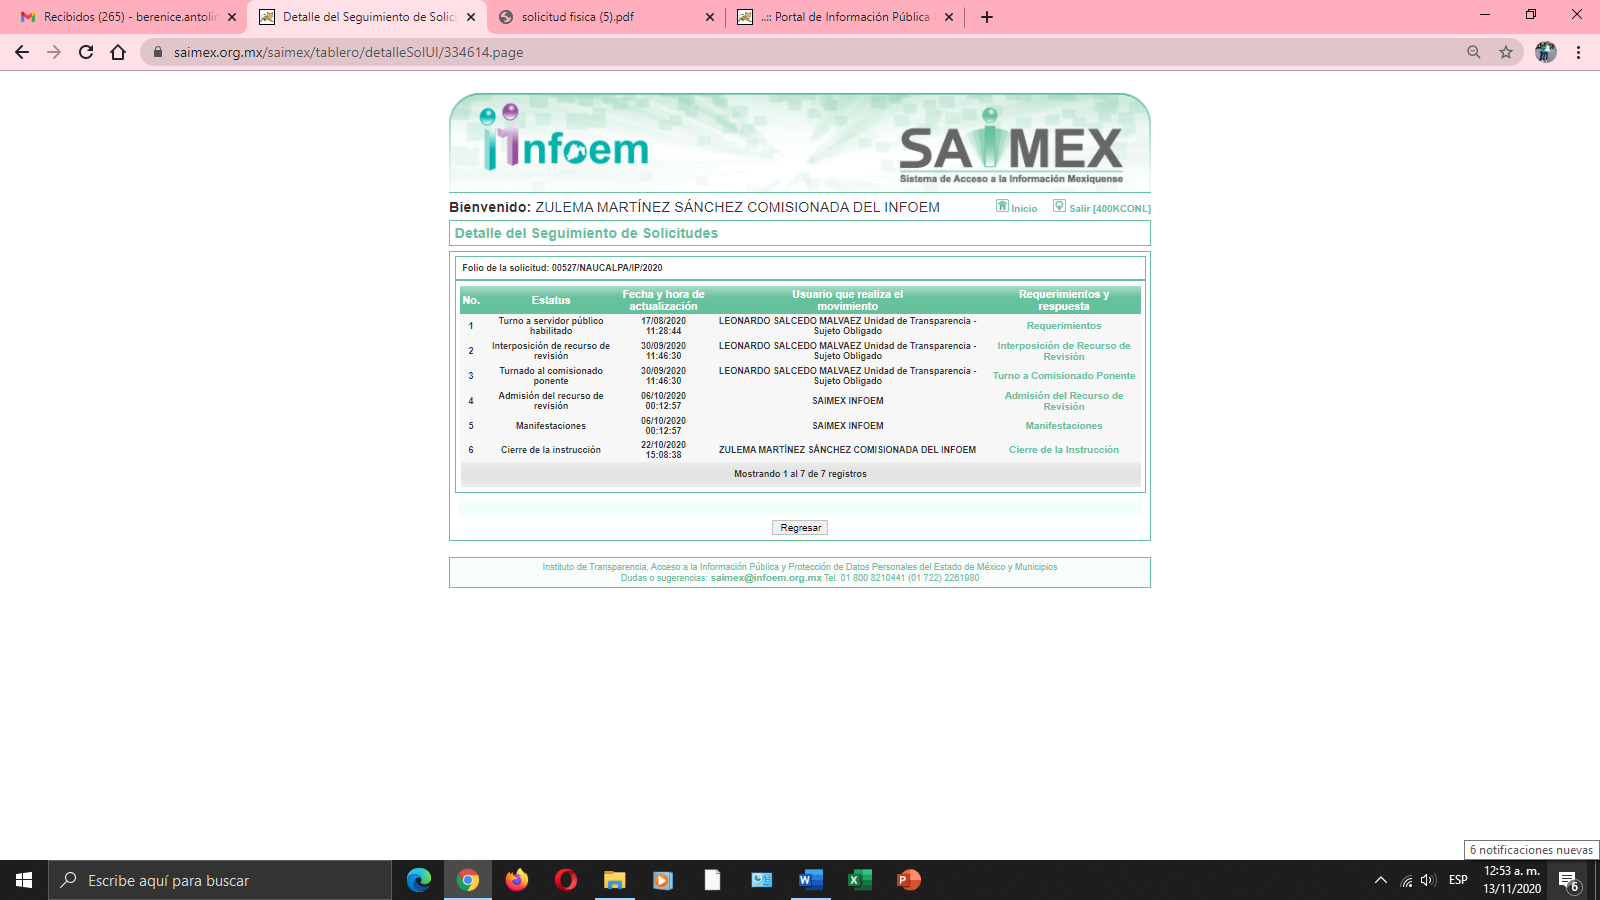 Recibidos (265) - berenice.antolin
Detalle del Seguimiento de Solic
solicitud fisica (5).pdf
..:: Portal de Información Pública
saimex.org.mx/saimex/tablero/detalleSolUI/334614.page
infoem
SAIMEX
Sistema de Acceso a la Información Mexiquense
Bienvenido: ZULEMA MARTÍNEZ SÁNCHEZ COMISIONADA DEL INFOEM
Inicio Salir [400KCONL]
Detalle del Seguimiento de Solicitudes
Folio de la solicitud: 00527/NAUCALPA/IP/2020
No. Estatus Fecha y hora de actualización Usuario que realiza el movimiento Requerimientos y respuesta
1 Turno a servidor público habilitado 17/08/2020 11:28:44 LEONARDO SALCEDO MALVAEZ Unidad de Transparencia - Sujeto Obligado Requerimientos
2 Interposición de recurso de revisión 30/09/2020 11:46:30 LEONARDO SALCEDO MALVAEZ Unidad de Transparencia - Sujeto Obligado Interposición de Recurso de Revisión
3 Turnado al comisionado ponente 30/09/2020 11:46:30 LEONARDO SALCEDO MALVAEZ Unidad de Transparencia - Sujeto Obligado Turno a Comisionado Ponente
4 Admisión del recurso de revisión 06/10/2020 00:12:57 SAIMEX INFOEM Admisión del Recurso de Revisión
5 Manifestaciones 06/10/2020 00:12:57 SAIMEX INFOEM Manifestaciones
6 Cierre de la instrucción 22/10/2020 15:08:38 ZULEMA MARTÍNEZ SÁNCHEZ COMISIONADA DEL INFOEM Cierre de la Instrucción
Mostrando 1 al 7 de 7 registros
Regresar
Instituto de Transparencia, Acceso a la Información Pública y Protección de Datos Personales del Estado de México y Municipios
Dudas o sugerencias: saimex@infoem.org.mx Tel. 01 800 8210441 (01 722) 2261980
6 notificaciones nuevas
Escribe aquí para buscar
ESP
12:53 a. m.
13/11/2020
6